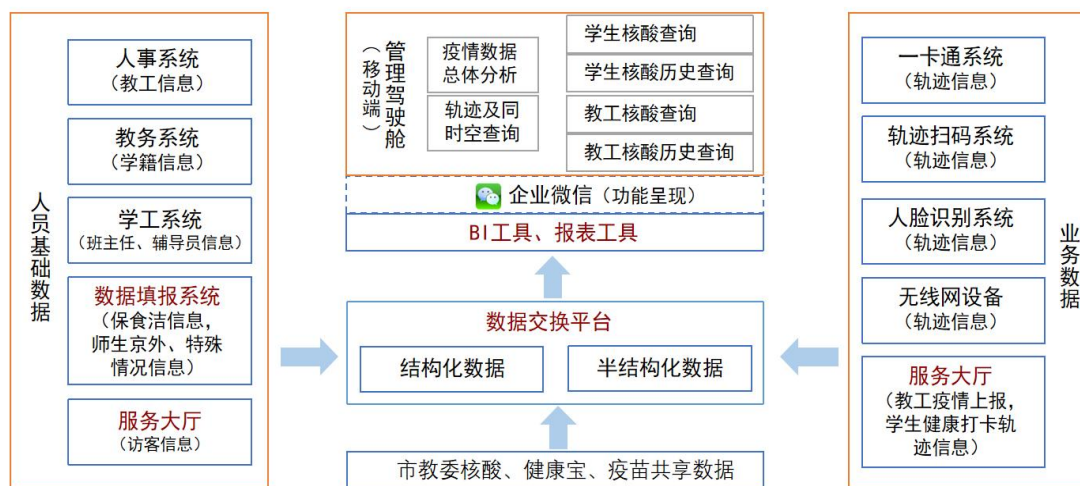 人员基础数据
人事系统
（教工信息）
教务系统
（学籍信息）
学工系统
（班主任、辅导员信息）
数据填报系统
（保食洁信息，
师生京外、特殊
情况信息）
服务大厅
（访客信息）
管理驾驶舱
（移动端）
疫情数据
总体分析
轨迹及同
时空查询
学生核酸查询
学生核酸历史查询
教工核酸查询
教工核酸历史查询
企业微信（功能呈现）
BI工具、报表工具
数据交换平台
结构化数据
半结构化数据
市教委核酸、健康宝、疫苗共享数据
一卡通系统
（轨迹信息）
轨迹扫码系统
（轨迹信息）
人脸识别系统
（轨迹信息）
无线网设备
（轨迹信息）
服务大厅
（教工疫情上报，
学生健康打卡轨
迹信息）
业务数据